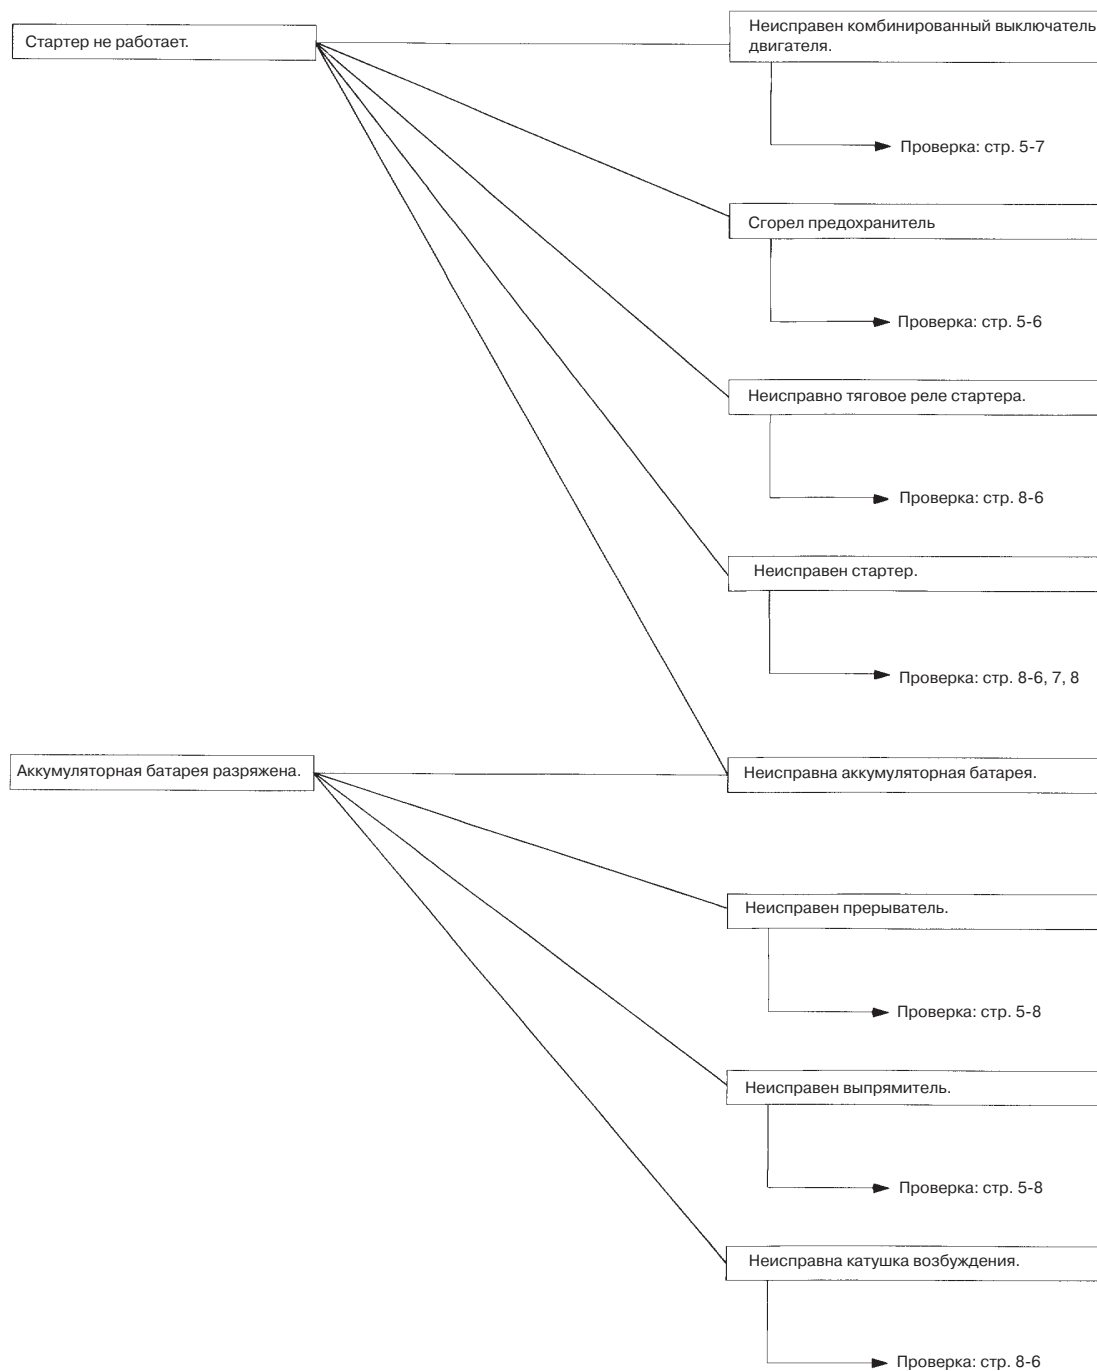 Стартер не работает.
Неисправен комбинированный выключатель
двигателя.
Проверка: стр. 5-7
Сгорел предохранитель
Проверка: стр. 5-6
Неисправно тяговое реле стартера.
Проверка: стр. 8-6
Неисправен стартер.
Проверка: стр. 8-6, 7, 8
Аккумуляторная батарея разряжена.
Неисправна аккумуляторная батарея.
Неисправен прерыватель.
Проверка: стр. 5-8
Неисправен выпрямитель.
Проверка: стр. 5-8
Неисправна катушка возбуждения.
Проверка: стр. 8-6